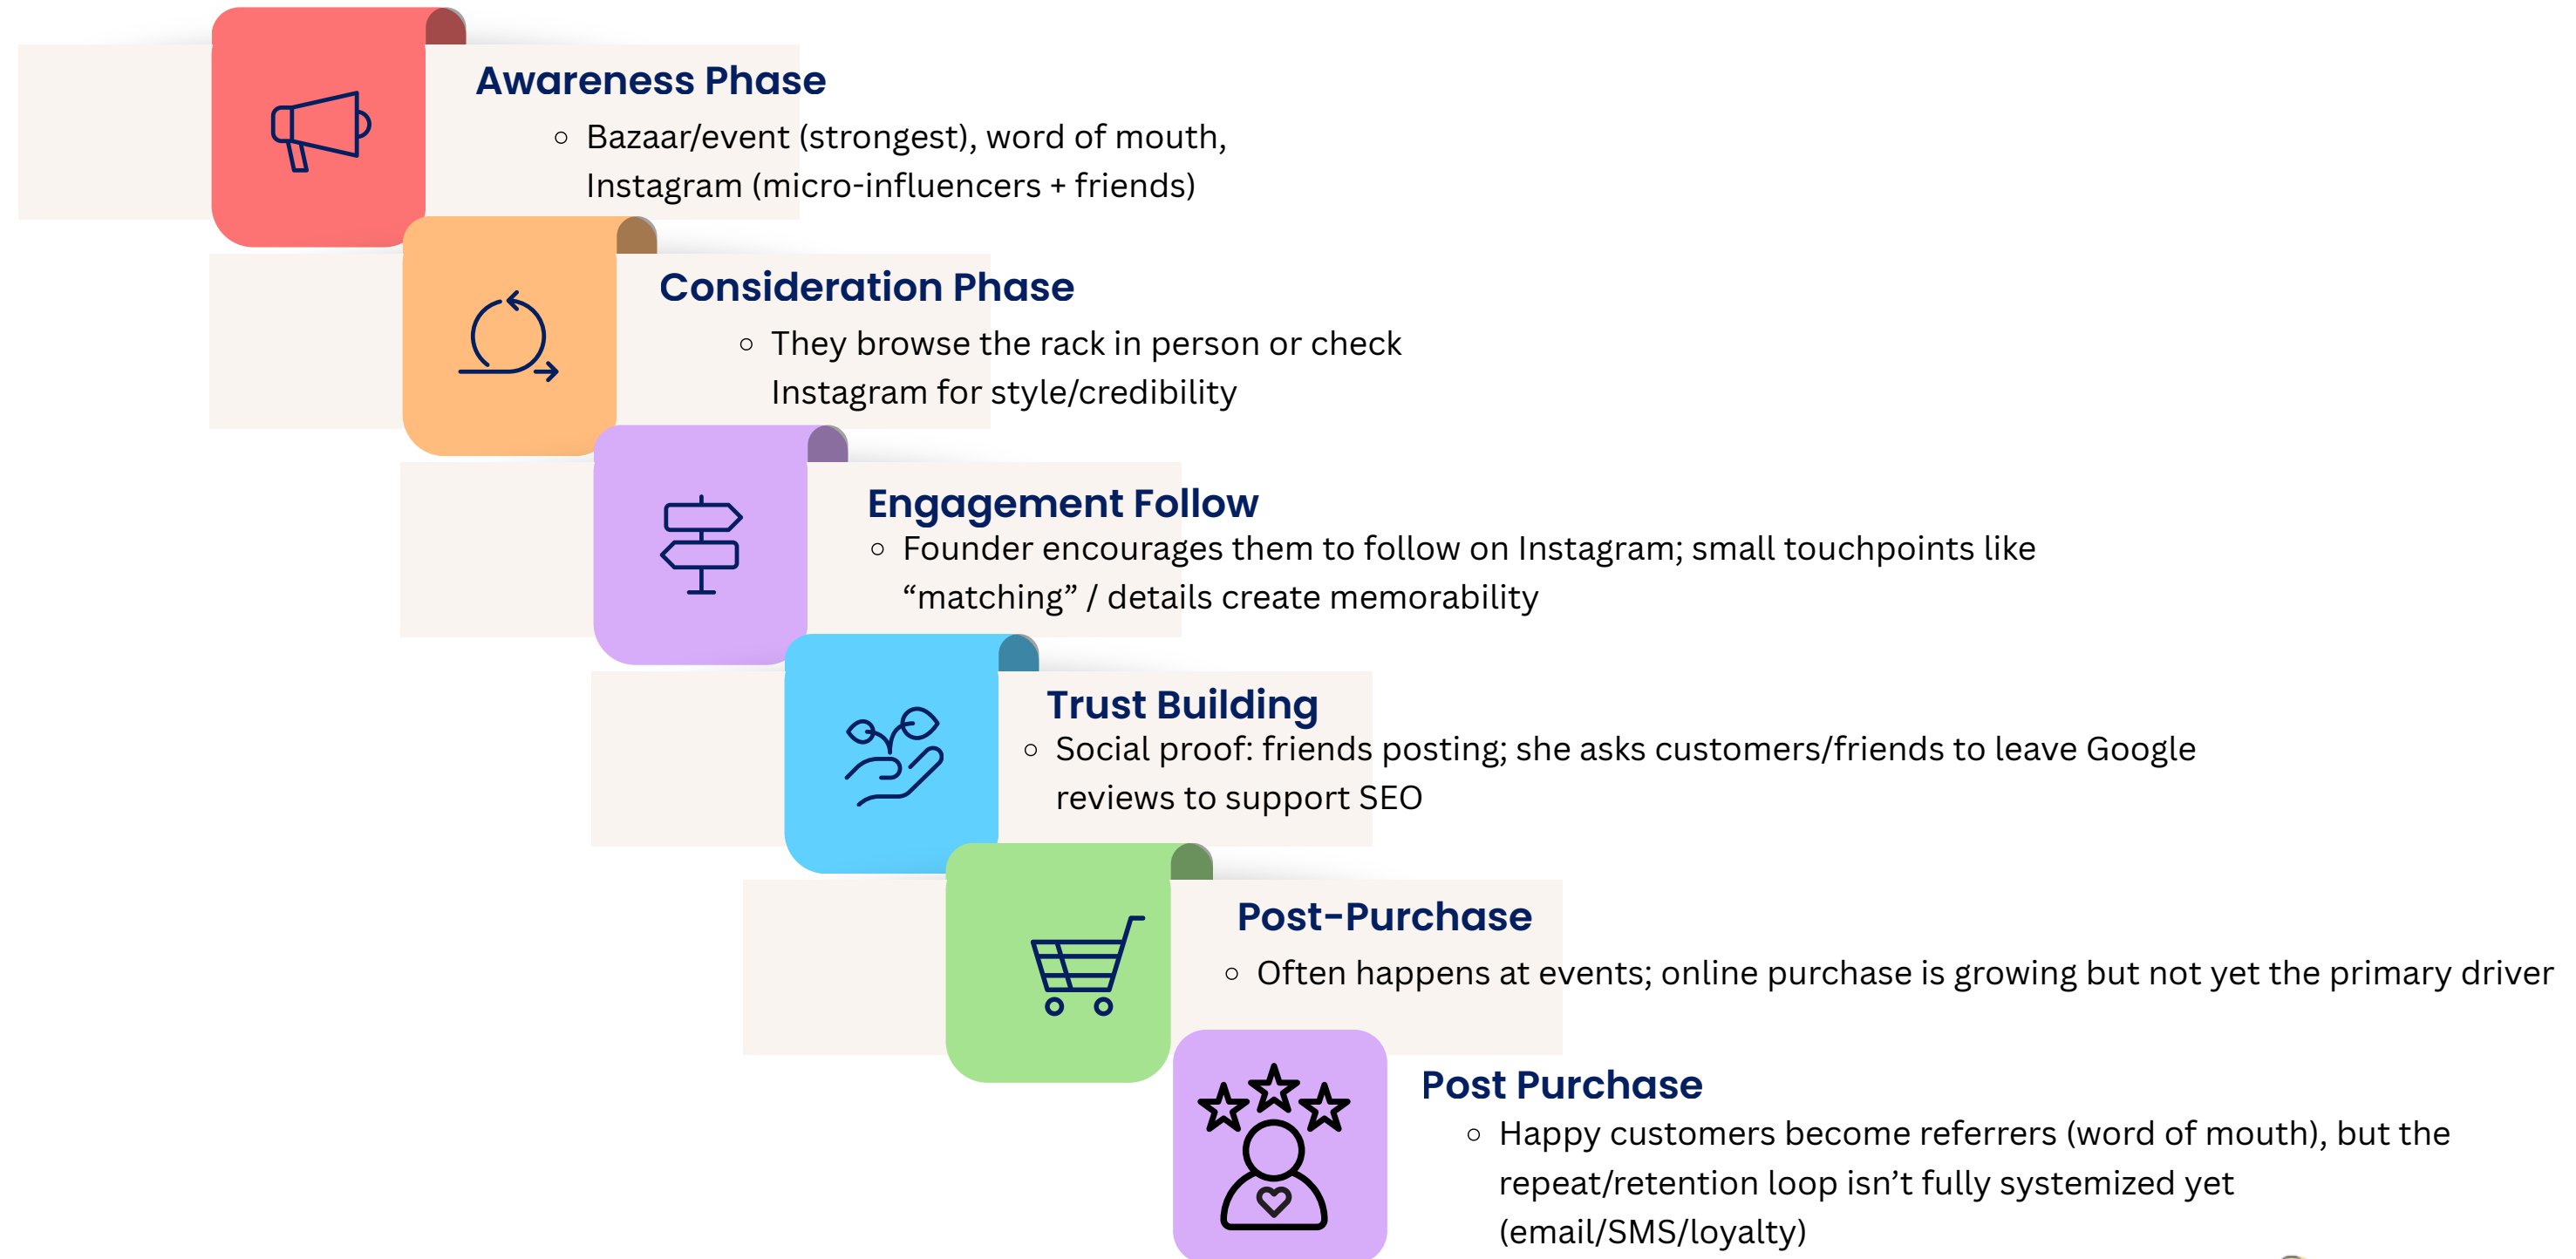 Awareness Phase
Bazaar/event (strongest), word of mouth,
Instagram (micro-influencers + friends)
Consideration Phase
They browse the rack in person or check
Instagram for style/credibility
Engagement Follow
Founder encourages them to follow on Instagram; small touchpoints like
“matching” / details create memorability
Trust Building
Social proof: friends posting; she asks customers/friends to leave Google
reviews to support SEO
Post-Purchase
Often happens at events; online purchase is growing but not yet the primary driver
Post Purchase
Happy customers become referrers (word of mouth), but the
repeat/retention loop isn’t fully systemized yet
(email/SMS/loyalty)